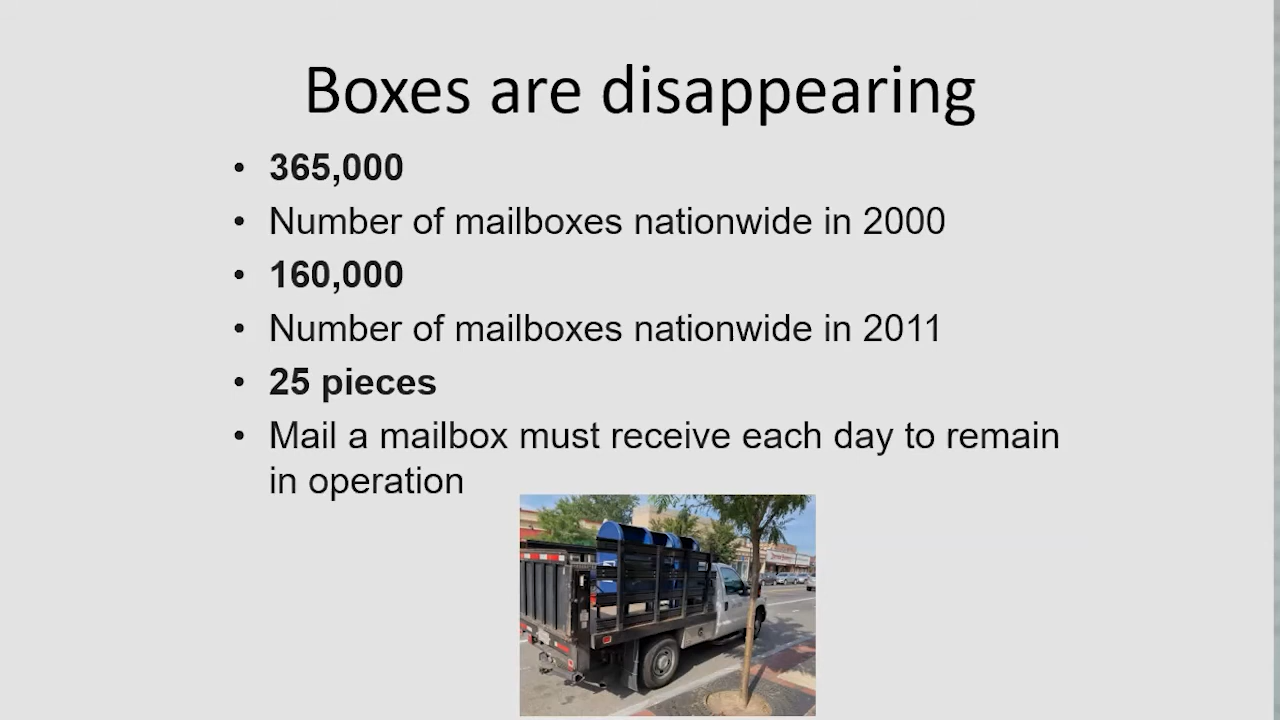 Boxes are disappearing
• 365,000
• Number of mailboxes nationwide in 2000
• 160,000
• Number of mailboxes nationwide in 2011
• 25 pieces
• Mail a mailbox must receive each day to remain
in operation